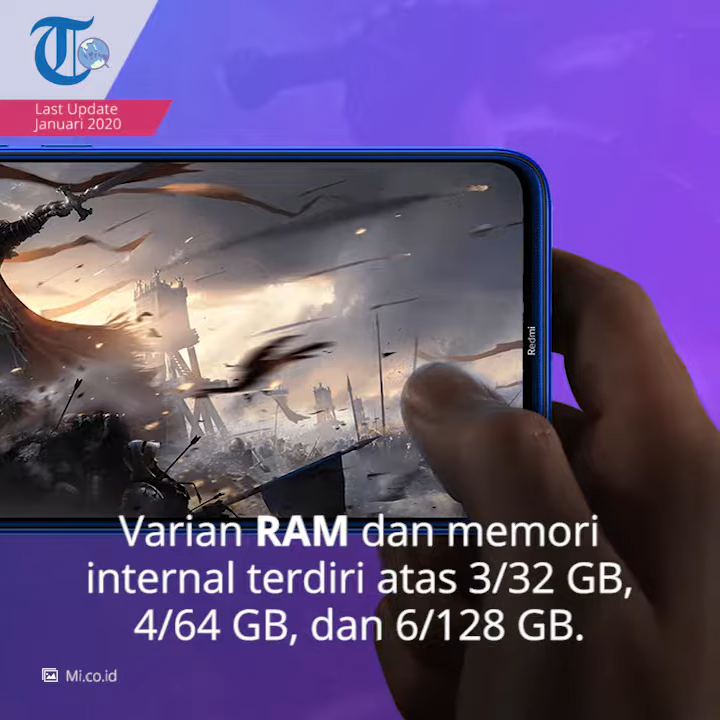 T
Last Update
Januari 2020
Redmi
Varian RAM dan memori
internal terdiri atas 3/32 GB,
4/64 GB, dan 6/128 GB.
Mi.co.id